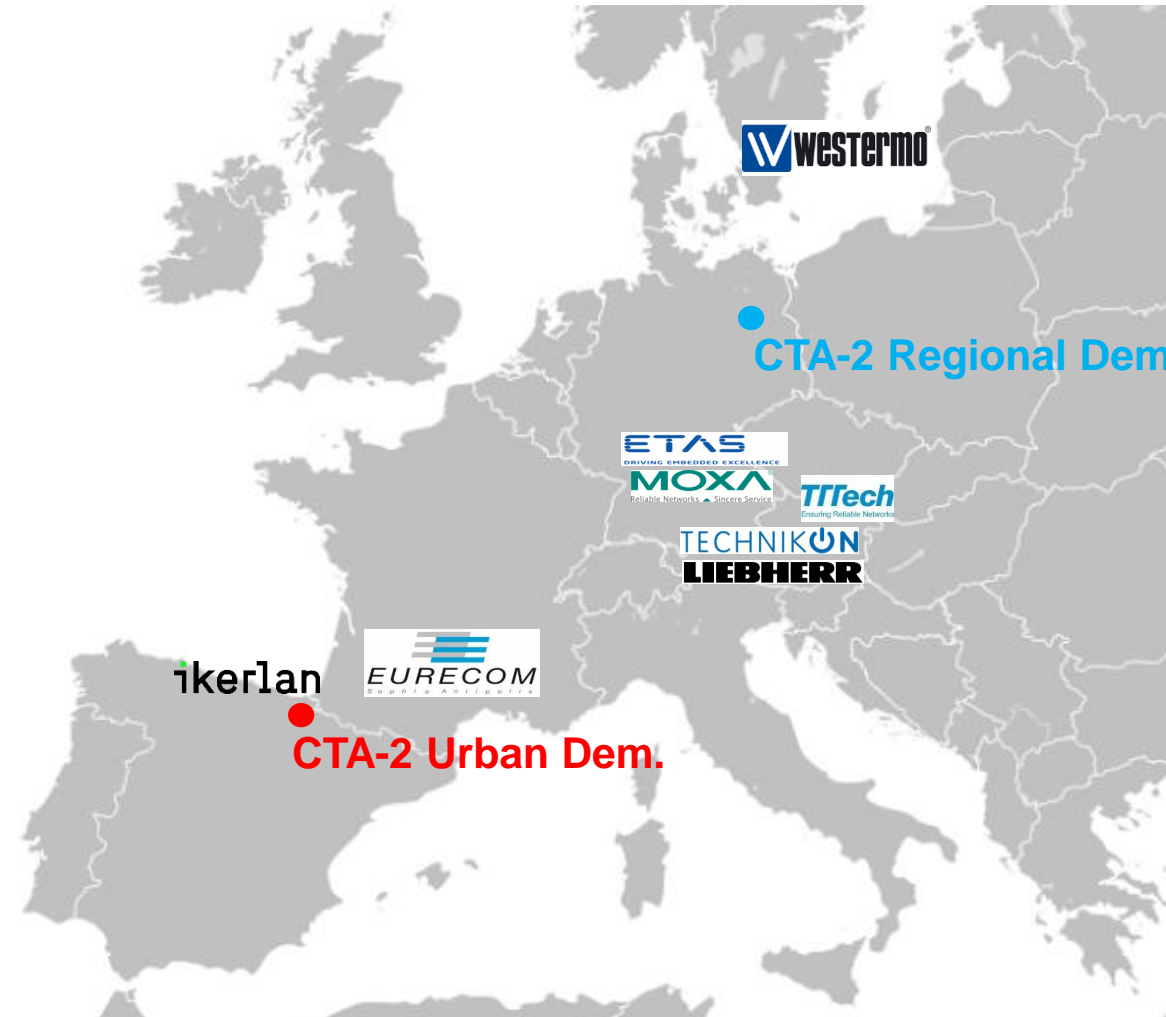 Westermo®
CTA-2 Regional Dem
ETAS
DRIVING EMBEDDED EXCELLENCE
MOXA®
Reliable Networks Sincere Service
TTTech
Ensuring Reliable Networks
TECHNIKON
LIEBHERR
EURECOM
Sophia Antipolis
ikerlan
CTA-2 Urban Dem.